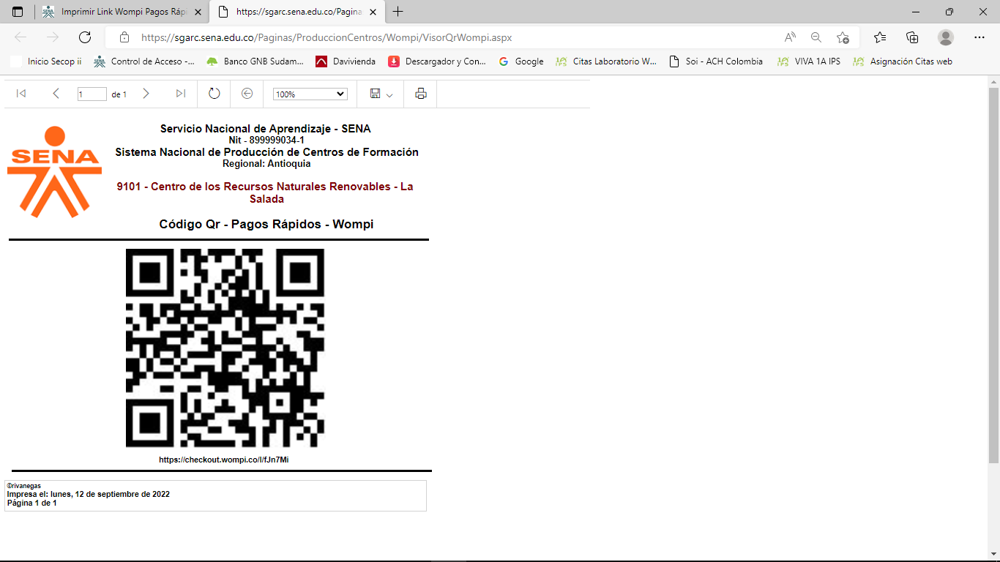 Imprimir Link Wompi Pagos Rápi
https://sgarc.sena.edu.co/Pagina
https://sgarc.sena.edu.co/Paginas/ProduccionCentros/Wompi/VisorQrWompi.aspx
Inicio Secop ii
Control de Acceso -...
Banco GNB Sudam...
Davivienda
Descargador y Con...
Google
Citas Laboratorio W...
Soi - ACH Colombia
VIVA 1A IPS
Asignación Citas web
1 de 1
100%
SENA
Servicio Nacional de Aprendizaje - SENA
Nit - 899999034-1
Sistema Nacional de Producción de Centros de Formación
Regional: Antioquia
9101 - Centro de los Recursos Naturales Renovables - La
Salada
Código Qr - Pagos Rápidos - Wompi
https://checkout.wompi.co/l/fJn7Mi
©rivanegas
Impresa el: lunes, 12 de septiembre de 2022
Página 1 de 1